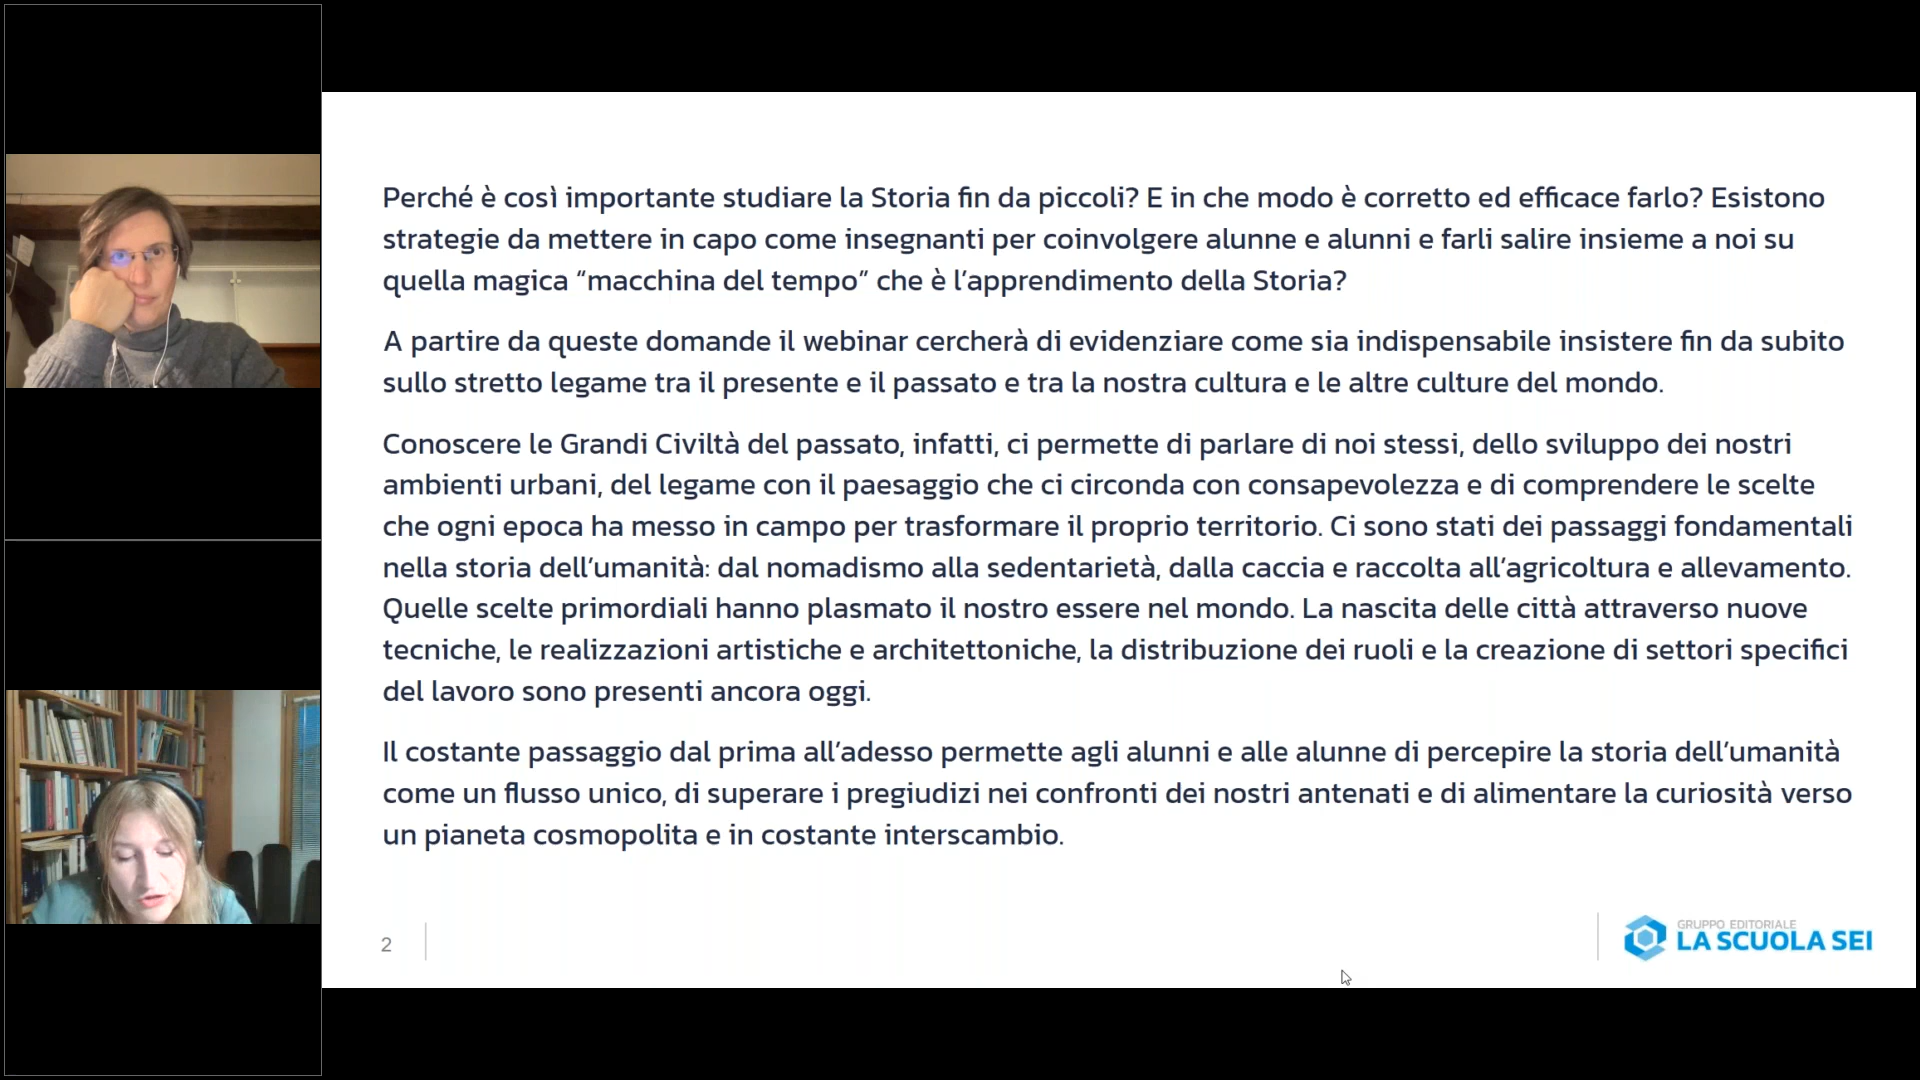 Perché è così importante studiare la Storia fin da piccoli? E in che modo è corretto ed efficace farlo? Esistono
strategie da mettere in capo come insegnanti per coinvolgere alunne e alunni e farli salire insieme a noi su
quella magica “macchina del tempo” che è l’apprendimento della Storia?
A partire da queste domande il webinar cercherà di evidenziare come sia indispensabile insistere fin da subito
sullo stretto legame tra il presente e il passato e tra la nostra cultura e le altre culture del mondo.
Conoscere le Grandi Civiltà del passato, infatti, ci permette di parlare di noi stessi, dello sviluppo dei nostri
ambienti urbani, del legame con il paesaggio che ci circonda con consapevolezza e di comprendere le scelte
che ogni epoca ha messo in campo per trasformare il proprio territorio. Ci sono stati dei passaggi fondamentali
nella storia dell’umanità: dal nomadismo alla sedentarietà, dalla caccia e raccolta all’agricoltura e allevamento.
Quelle scelte primordiali hanno plasmato il nostro essere nel mondo. La nascita delle città attraverso nuove
tecniche, le realizzazioni artistiche e architettoniche, la distribuzione dei ruoli e la creazione di settori specifici
del lavoro sono presenti ancora oggi.
Il costante passaggio dal prima all’adesso permette agli alunni e alle alunne di percepire la storia dell’umanità
come un flusso unico, di superare i pregiudizi nei confronti dei nostri antenati e di alimentare la curiosità verso
un pianeta cosmopolita e in costante interscambio.
2
GRUPPO EDITORIALE
LA SCUOLA SEI